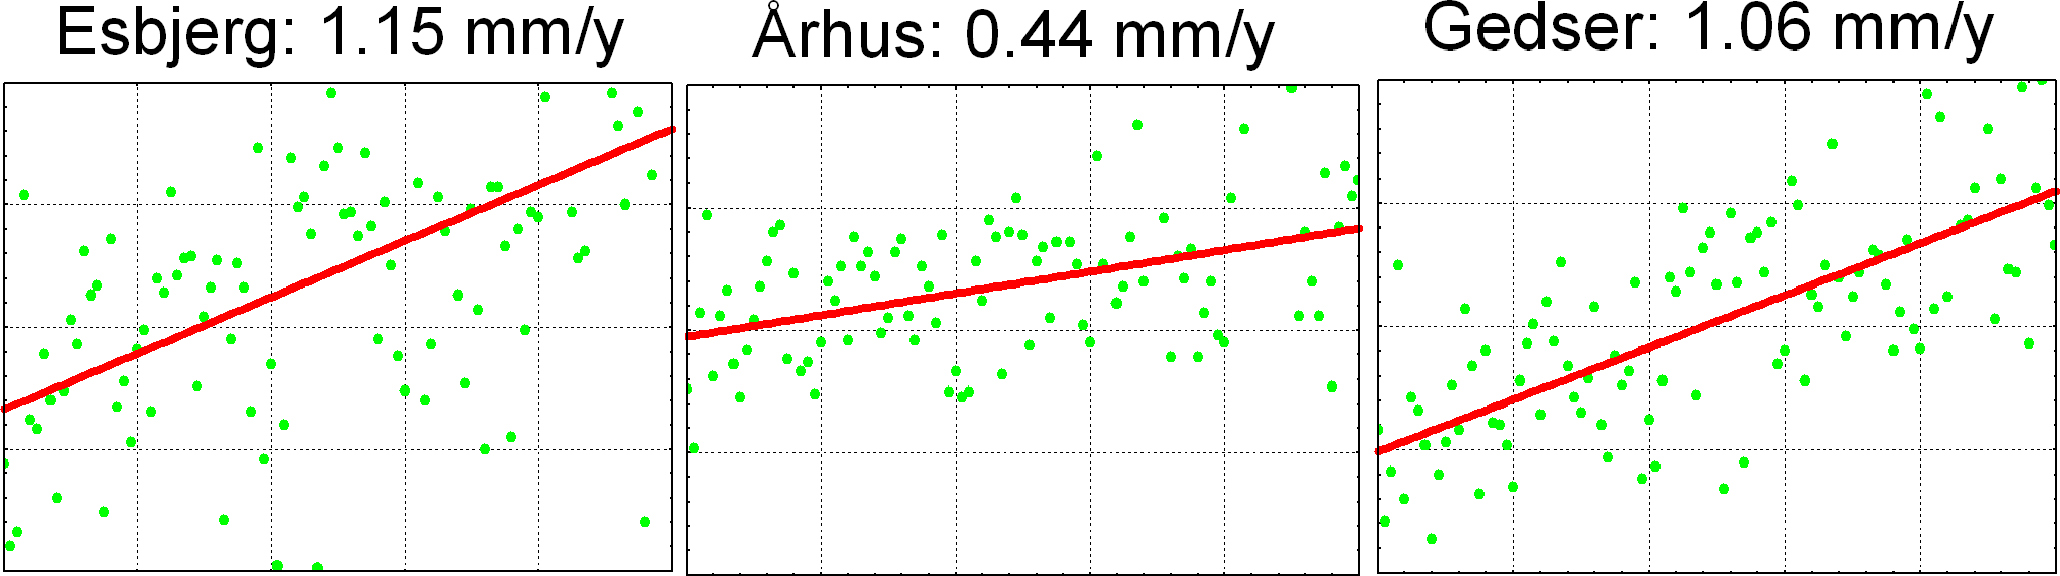 Esbjerg: 1.15 mm/y
Århus: 0.44 mm/y
Gedser: 1.06 mm/y